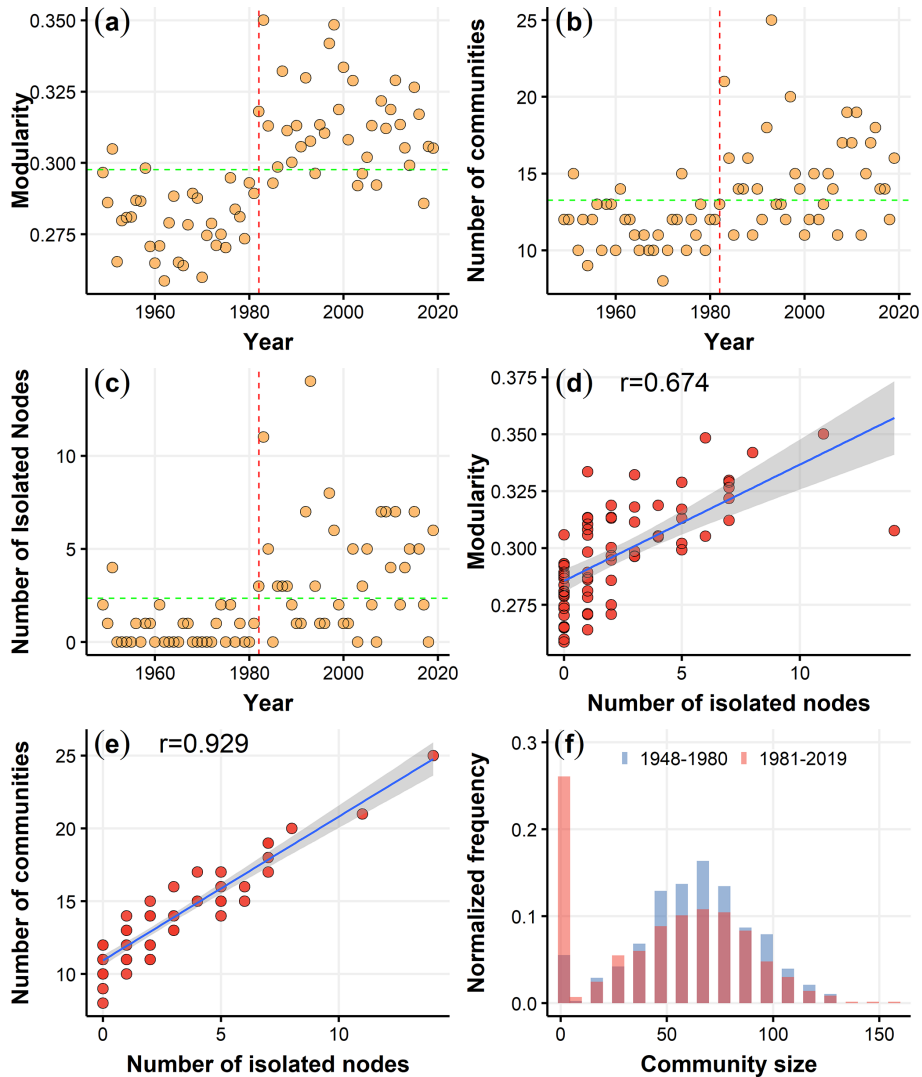 (a)
0.350
0.325
0.300
0.275
Modularity
1960
1980
2000
2020
Year
(b)
25
20
15
10
Number of communities
1960
1980
2000
2020
Year
(c)
10
5
0
Number of Isolated Nodes
1960
1980
2000
2020
Year
(d)
r=0.674
0.375
0.350
0.325
0.300
0.275
Modularity
0
5
10
Number of isolated nodes
(e)
r=0.929
25
20
15
10
Number of communities
0
5
10
Number of isolated nodes
(f)
1948-1980
1981-2019
0.3
0.2
0.1
0.0
Normalized frequency
0
50
100
150
Community size